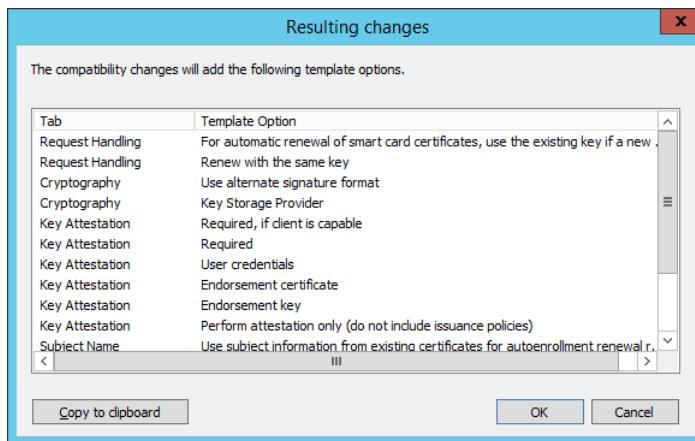 Resulting changes
x
The compatibility changes will add the following template options.
Tab Template Option
Request Handling For automatic renewal of smart card certificates, use the existing key if a new .
Request Handling Renew with the same key
Cryptography Use alternate signature format
Cryptography Key Storage Provider
Key Attestation Required, if client is capable
Key Attestation Required
Key Attestation User credentials
Key Attestation Endorsement certificate
Key Attestation Endorsement key
Key Attestation Perform attestation only (do not include issuance policies)
Subject Name Use subject information from existing certificates for autoenrollment renewal r.
Copy to clipboard OK Cancel